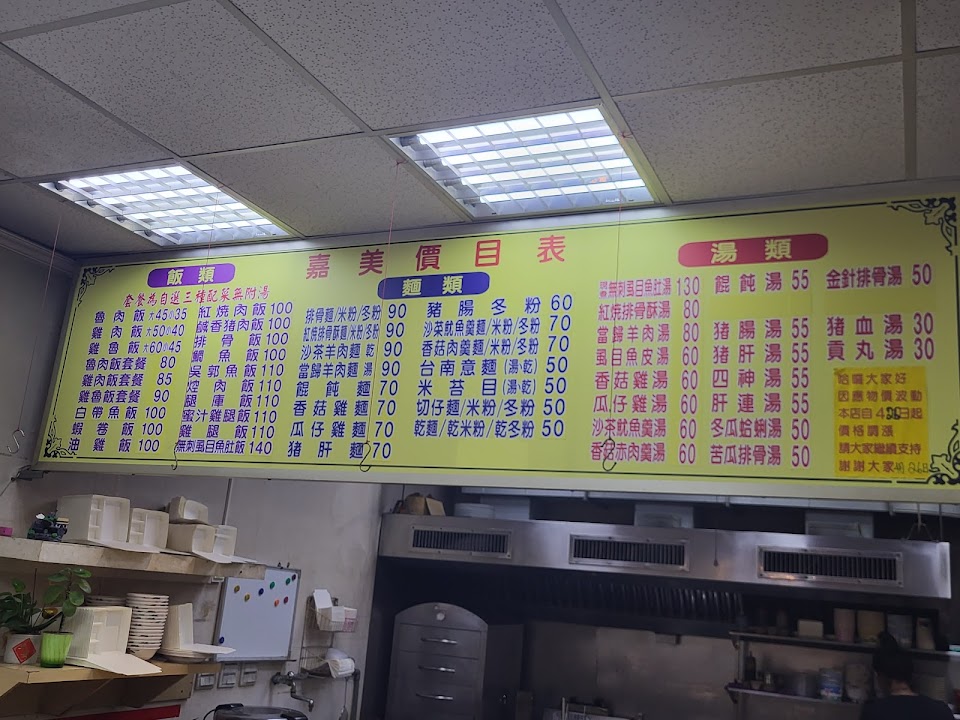 嘉美價目表
飯類
套餐為自選三種配菜無附湯
魯肉飯 大45小35
雞肉飯 大50小40
雞魯飯 大60小45
魯肉飯套餐 80
雞肉飯套餐 85
雞魯飯套餐 90
白帶魚飯 100
蝦卷飯 100
油雞飯 100
紅燒肉飯 100
鹹香豬肉飯 100
排骨飯 100
鯛魚飯 100
吳郭魚飯 110
焢肉飯 110
腿庫飯 110
蜜汁雞腿飯 110
雞腿飯 110
無刺虱目魚肚飯 140
麵類
排骨麵/米粉/冬粉 90
紅燒排骨酥麵/米粉/冬粉 90
沙茶羊肉麵 乾 90
當歸羊肉麵 湯 90
餛飩麵 70
香菇雞麵 70
瓜仔雞麵 70
豬肝麵 70
豬腸冬粉 60
沙菜魷魚羹麵/米粉/冬粉 70
香菇肉羹麵/米粉/冬粉 70
台南意麵(湯、乾) 50
米苔目(湯、乾) 50
切仔麵/米粉/冬粉 50
乾麵/乾米粉/乾冬粉 50
湯類
無刺虱目魚肚湯 130
紅燒排骨酥湯 80
當歸羊肉湯 80
虱目魚皮湯 60
香菇雞湯 60
瓜仔雞湯 60
沙茶魷魚羹湯 60
香菇赤肉羹湯 60
餛飩湯 55
豬腸湯 55
豬肝湯 55
四神湯 55
肝連湯 55
冬瓜蛤蜊湯 50
苦瓜排骨湯 50
金針排骨湯 50
豬血湯 30
貢丸湯 30
哈囉大家好
因應物價波動
本店自4 日起
價格調漲
請大家繼續支持
謝謝大家